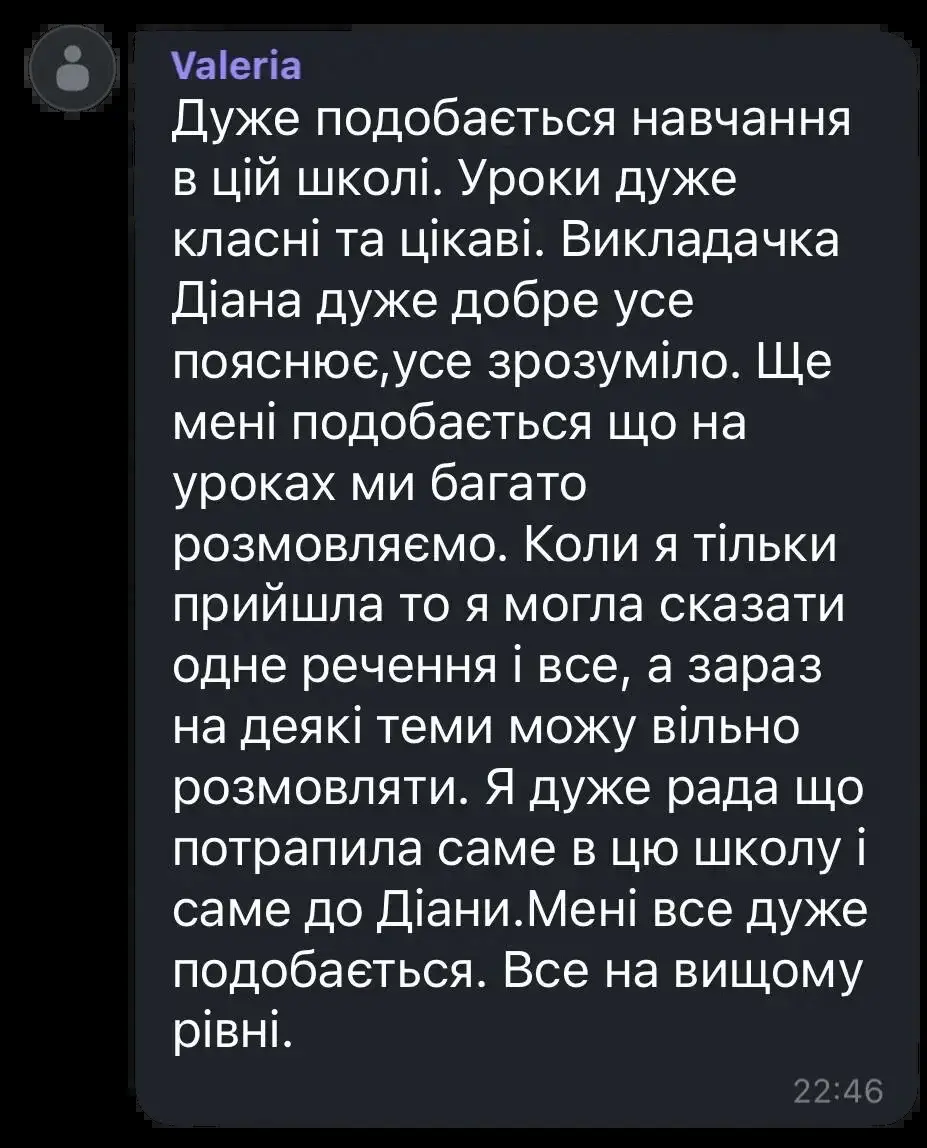 Valeria
Дуже подобається навчання
в цій школі. Уроки дуже
класні та цікаві. Викладачка
Діана дуже добре усе
пояснює,усе зрозуміло. Ще
мені подобається що на
уроках ми багато
розмовляємо. Коли я тільки
прийшла то я могла сказати
одне речення і все, а зараз
на деякі теми можу вільно
розмовляти. Я дуже рада що
потрапила саме в цю школу і
саме до Діани.Мені все дуже
подобається. Все на вищому
рівні.
22:46